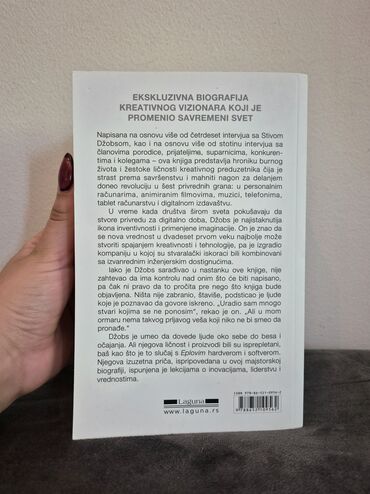 EKSKLUZIVNA BIOGRAFIJA
KREATIVNOG VIZIONARA KOJI JE
PROMENIO SAVREMENI SVET
Napisana na osnovu više od četrdeset intervjua sa Stivom
Džobsom, kao i na osnovu više od stotinu intervjua sa
članovima porodice, prijateljima, suparnicima, konkuren-
tima i kolegama – ova knjiga predstavlja hroniku burnog
života i žestoke ličnosti kreativnog preduzetnika čija je
strast prema savršenstvu i mahniti nagon za delanjem
doneo revoluciju u šest privrednih grana: u personalnim
računarima, animiranim filmovima, muzici, telefonima,
tablet računarstvu i digitalnom izdavaštvu.
U vreme kada društva širom sveta pokušavaju da
stvore privredu za digitalno doba, Džobs je najistaknutija
ikona inventivnosti i primenjene imaginacije. On je znao da
se nova vrednost u dvadeset prvom veku najbolje može
stvoriti spajanjem kreativnosti i tehnologije, pa je izgradio
kompaniju u kojoj su stvaralački iskoraci bili kombinovani
sa izvanrednim inženjerskim dostignućima.
Iako je Džobs sarađivao u nastanku ove knjige, nije
zahtevao da ima kontrolu nad onim što će biti napisano,
pa čak ni pravo da to pročita pre nego što knjiga bude
objavljena. Ništa nije zabranio, štaviše, podsticao je ljude
koje je poznavao da govore iskreno. „Uradio sam mnogo
stvari kojima se ne ponosim", rekao je on. „Ali u mom
ormaru nema takvog prljavog veša koji niko ne bi smeo da
pronađe."
Džobs je umeo da dovede ljude oko sebe do besa i
očajanja. Ali njegova ličnost i proizvodi bili su isprepletani,
baš kao što je to slučaj s Eplovim hardverom i softverom.
Njegova izuzetna priča, ispripovedana u ovoj majstorskoj
biografiji, ispunjena je lekcijama o inovacijama, liderstvu i
vrednostima.
Laguna
www.laguna.rs